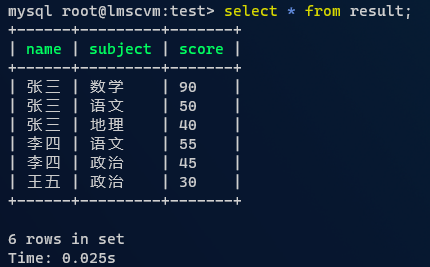 mysql root@lmscvm:test> select * from result;
+------+---------+-------+
| name | subject | score |
+------+---------+-------+
| 张三 | 数学    | 90    |
| 张三 | 语文    | 50    |
| 张三 | 地理    | 40    |
| 李四 | 语文    | 55    |
| 李四 | 政治    | 45    |
| 王五 | 政治    | 30    |
+------+---------+-------+
6 rows in set
Time: 0.025s